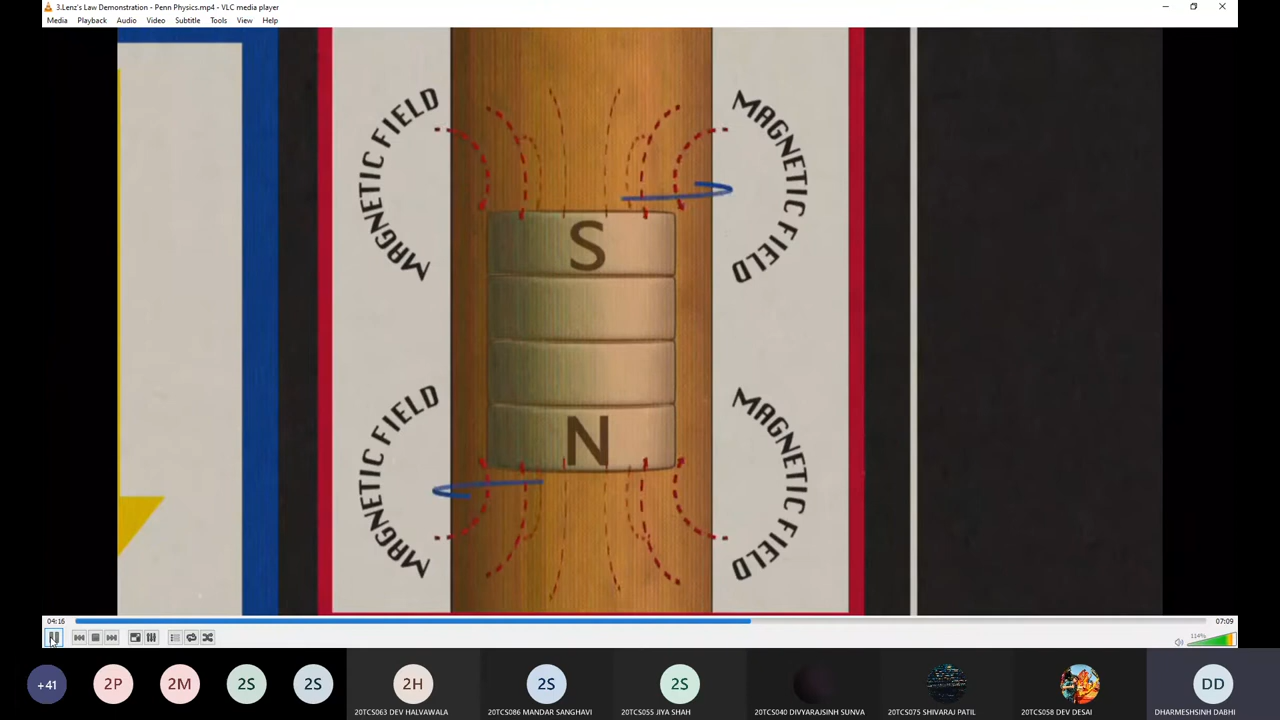 3.Lenz's Law Demonstration - Penn Physics.mp4 - VLC media player
Media Playback Audio Video Subtitle Tools View Help
MAGNETIC FIELD
MAGNETIC FIELD
S
N
MAGNETIC FIELD
MAGNETIC FIELD
04:16
07:09
114%
+41
2P
2M
2S
2S
2H
2S
2S
DD
20TCS063 DEV HALVAWALA
20TCS086 MANDAR SANGHAVI
20TCS055 JIYA SHAH
20TCS040 DIVYARAJSINH SUNVA
20TCS075 SHIVARAJ PATIL
20TCS058 DEV DESAI
DHARMESHSINH DABHI